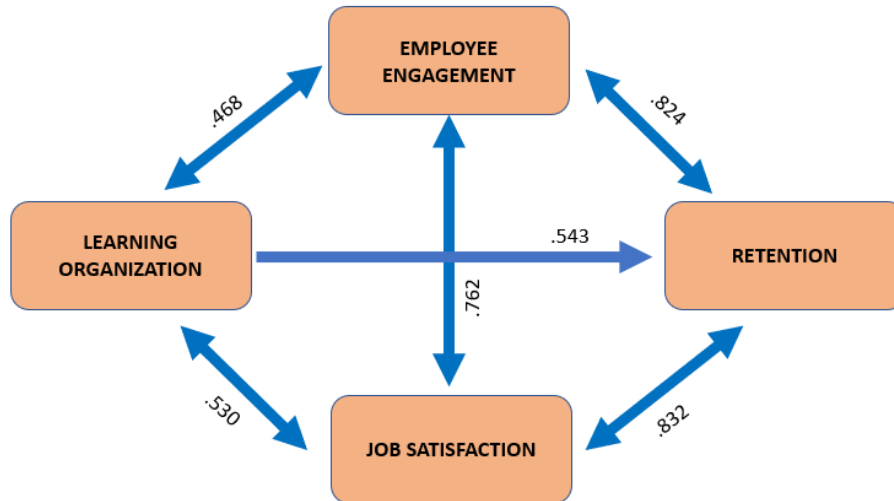 EMPLOYEE
ENGAGEMENT
.468
.824
LEARNING
ORGANIZATION
.543
RETENTION
.762
.530
JOB SATISFACTION
.832